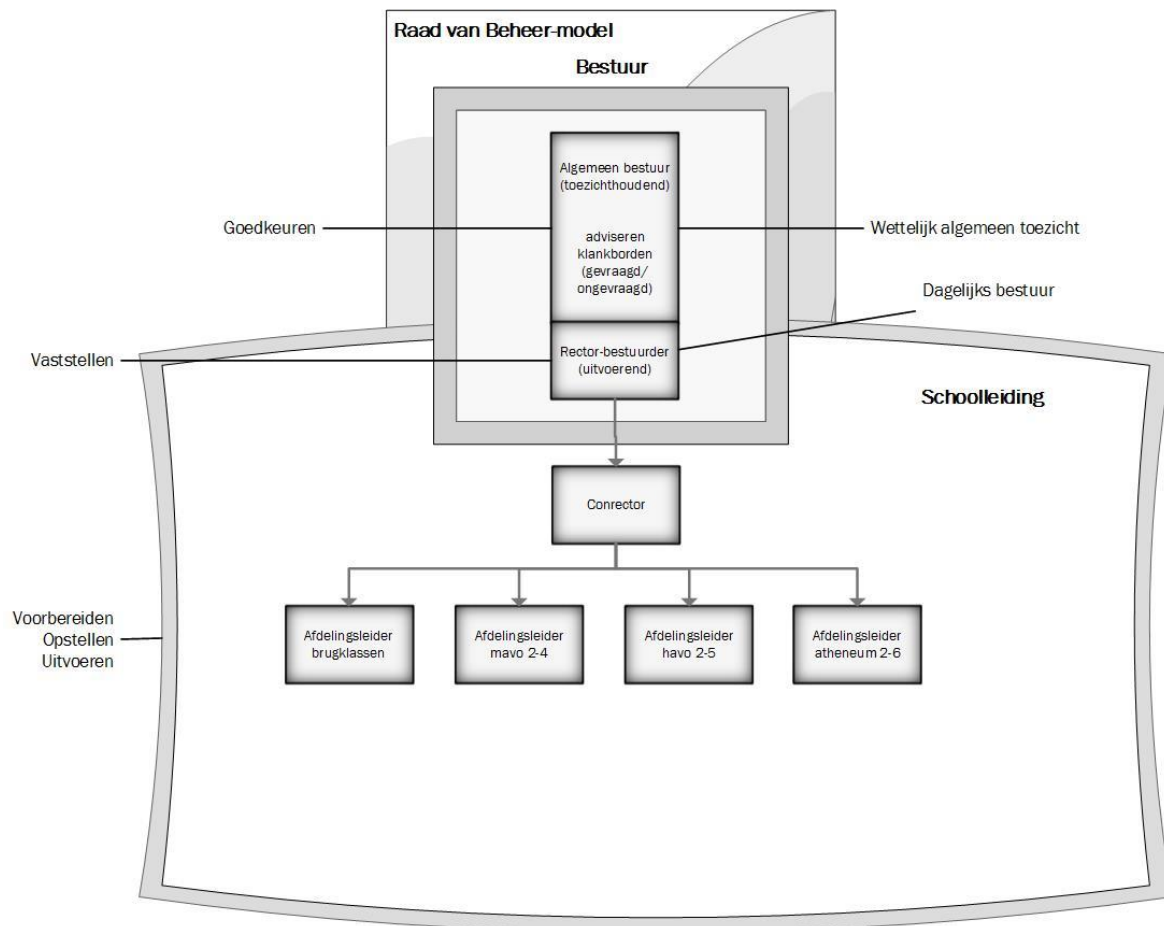 Raad van Beheer-model
Bestuur
Algemeen bestuur
(toezichthoudend)
Goedkeuren
adviseren
klankborden
(gevraagd/
ongevraagd)
Wettelijk algemeen toezicht
Dagelijks bestuur
Vaststellen
Rector-bestuurder
(uitvoerend)
Schoolleiding
Conrector
Voorbereiden
Opstellen
Uitvoeren
Afdelingsleider
brugklassen
Afdelingsleider
mavo 2-4
Afdelingsleider
havo 2-5
Afdelingsleider
atheneum 2-6